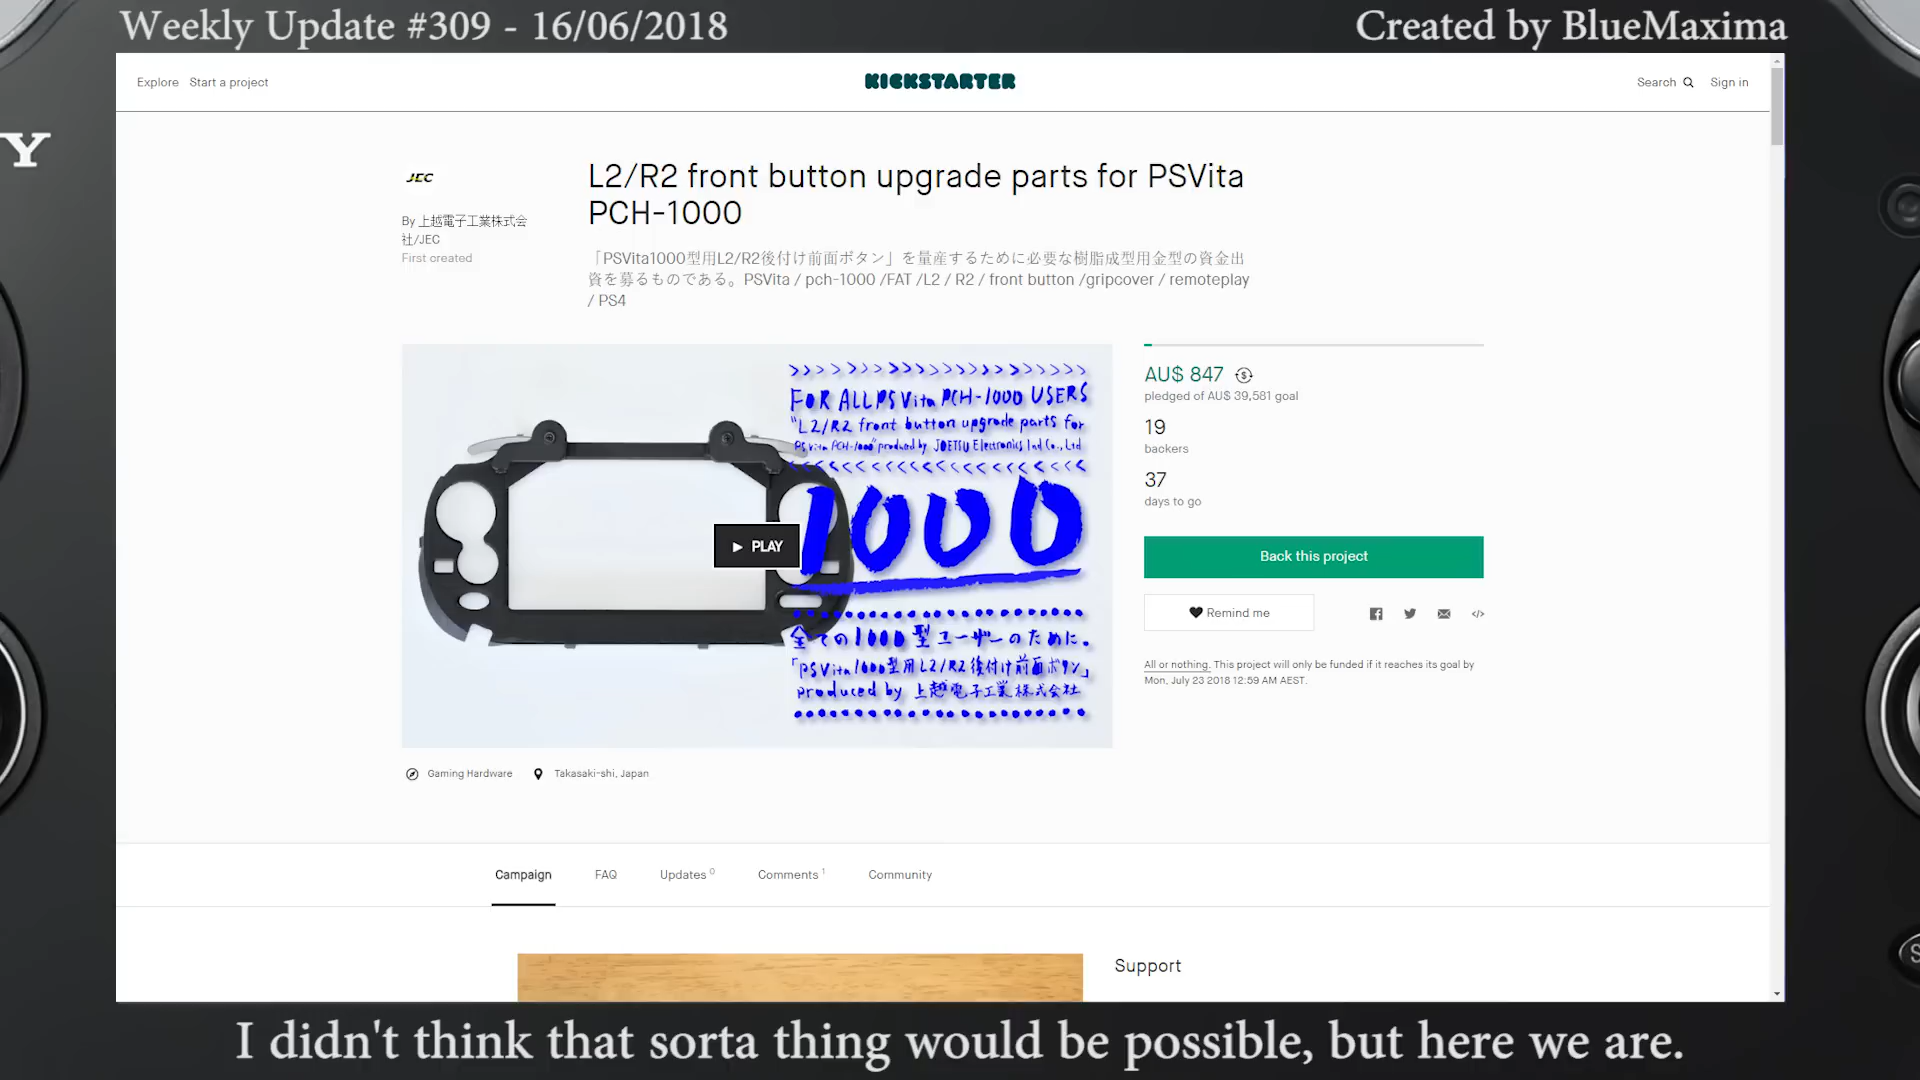 Weekly Update #309 - 16/06/2018
Created by BlueMaxima
Explore Start a project
KICKSTARTER
Search Sign in
Y
JEC
By 上越電子工業株式会
社/JEC
First created
L2/R2 front button upgrade parts for PSVita
PCH-1000
「PSVita1000型用L2/R2後付け前面ボタン」を量産するために必要な樹脂成型用金型の資金出
資を募るものである。PSVita / pch-1000 /FAT /L2 / R2 / front button /gripcover / remoteplay
/ PS4
>>>>>>>>>>>>>>>>>>>>>
FOR ALL PS Vita PCH-1000 USERS
"L2/R2 front button upgrade parts for
PS Vita PCH-1000" produced by JOETSU Electronics Ind Co., Ltd
<<<<<<<<<<<<<<<<<<<<<
1000
PLAY
全ての1000型ユーザーのために。
「PSVita1000型用L2/R2後付け前面ボタン」
produced by 上越電子工業株式会社
AU$ 847
pledged of AU$ 39,581 goal
19
backers
37
days to go
Back this project
Remind me
All or nothing. This project will only be funded if it reaches its goal by
Mon, July 23 2018 12:59 AM AEST.
Gaming Hardware Takasaki-shi, Japan
Campaign FAQ Updates 0 Comments 1 Community
Support
S
I didn't think that sorta thing would be possible, but here we are.